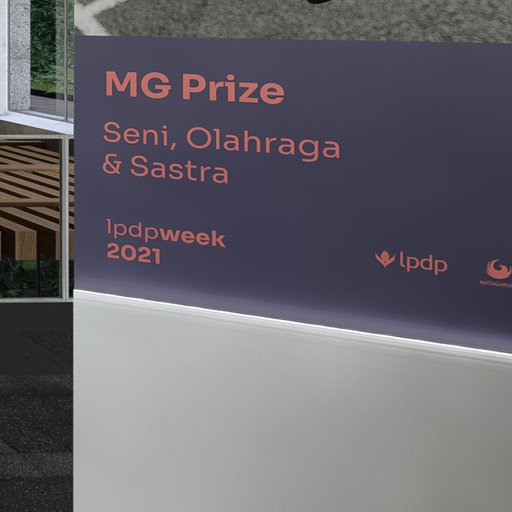 MG Prize
Seni, Olahraga
& Sastra
lpdpweek
2021
lpdp